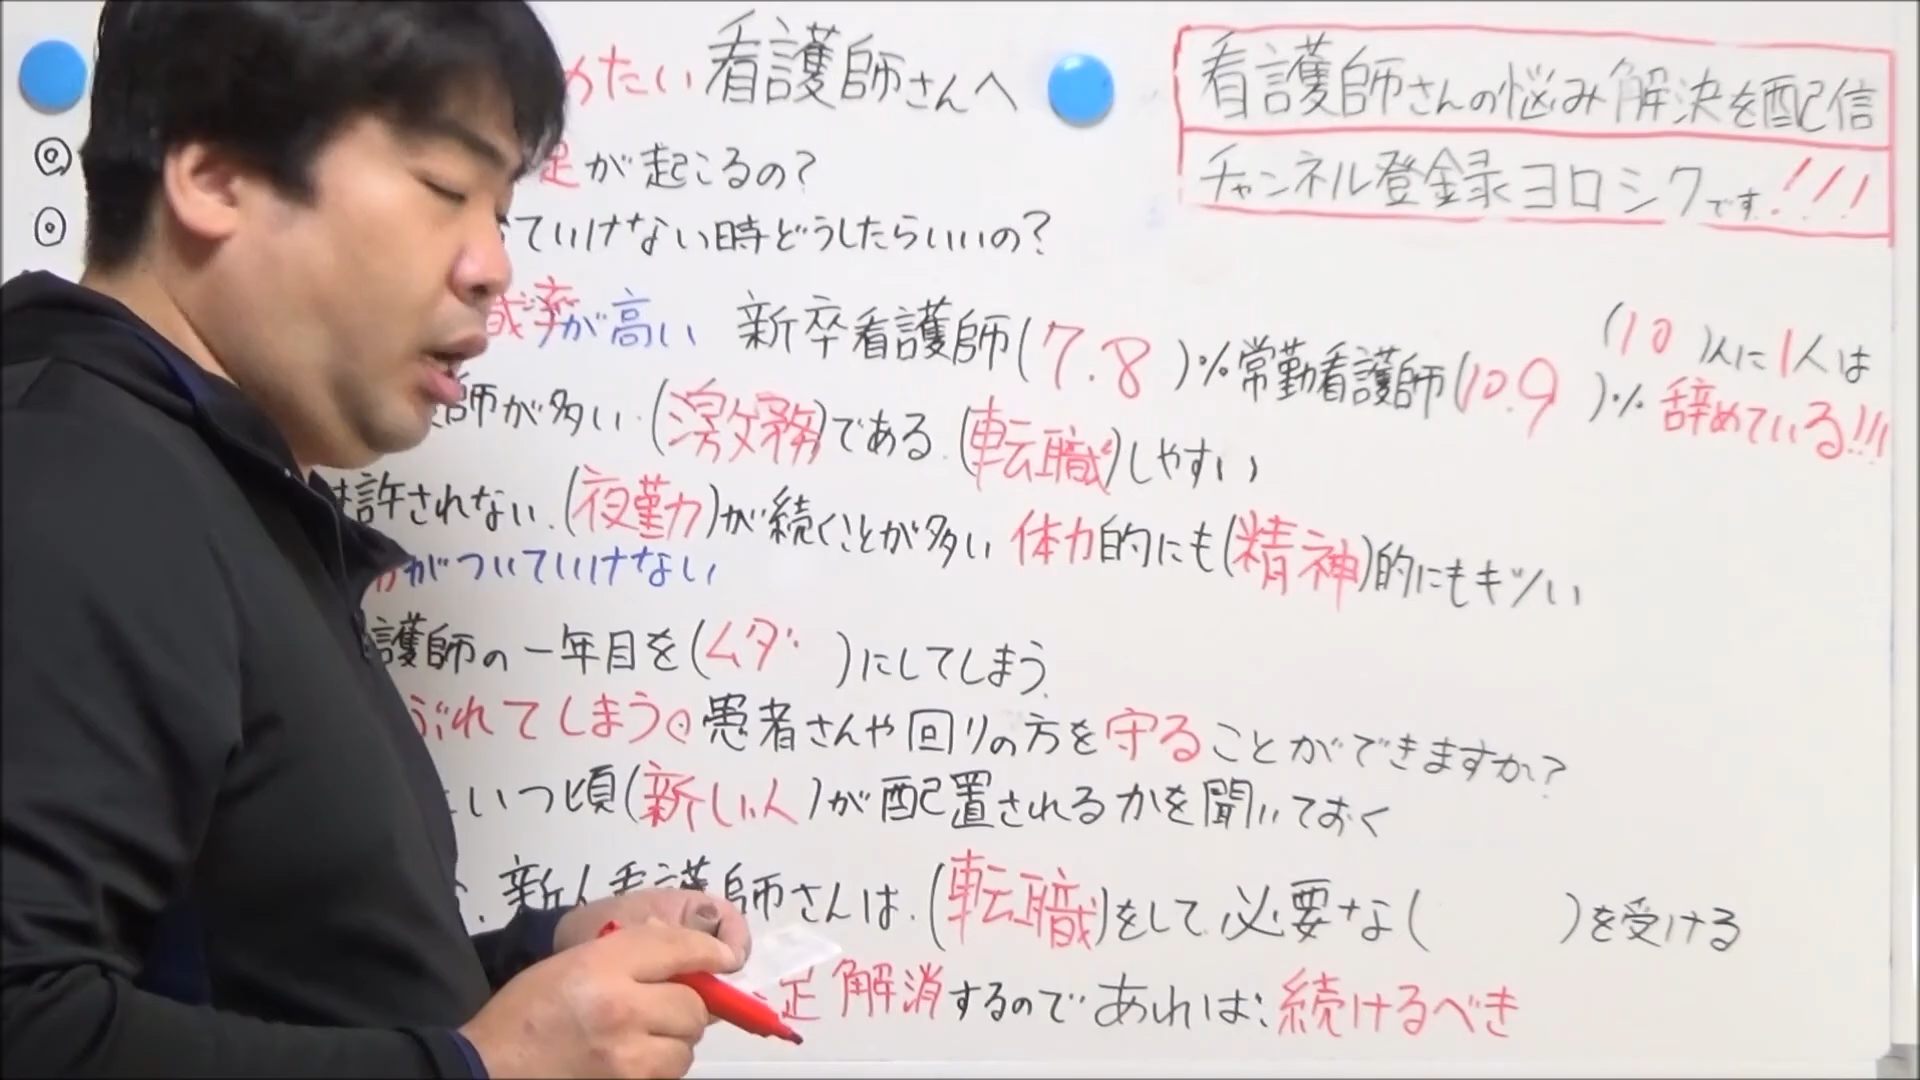 めたい看護師さんへ
看護師さんの悩み解決を配信
チャンネル登録ヨロシクです!!!
足が起こるの?
ていけない時どうしたらいいの?
職率が高い 新卒看護師(7.8)%常勤看護師(10.9)%
(10)人に1人は
辞めている!!!
師が多い.(激務)である.(転職)しやすい
許されない.(夜勤)が続くことが多い 体力的にも(精神)的にもキツい
がついていけない
護師の一年目を(ムダ)にしてしまう.
ぶれてしまう。患者さんや回りの方を守ることができますか?
いつ頃(新しい人)が配置されるかを聞いておく
新人看護師さんは.(転職)をして必要な( )を受ける
足解消するのであれば続けるべき